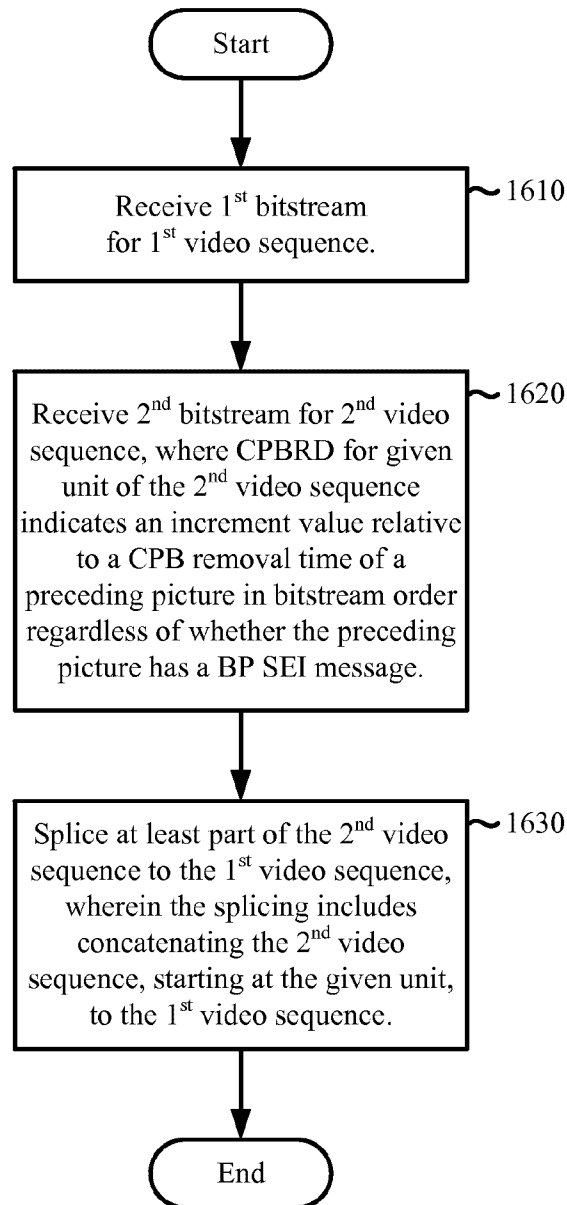 Start
Receive 1st bitstream
for 1st video sequence.
1610
Receive 2nd bitstream for 2nd video
sequence, where CPBRD for given
unit of the 2nd video sequence
indicates an increment value relative
to a CPB removal time of a
preceding picture in bitstream order
regardless of whether the preceding
picture has a BP SEI message.
1620
Splice at least part of the 2nd video
sequence to the 1st video sequence,
wherein the splicing includes
concatenating the 2nd video
sequence, starting at the given unit,
to the 1st video sequence.
1630
End